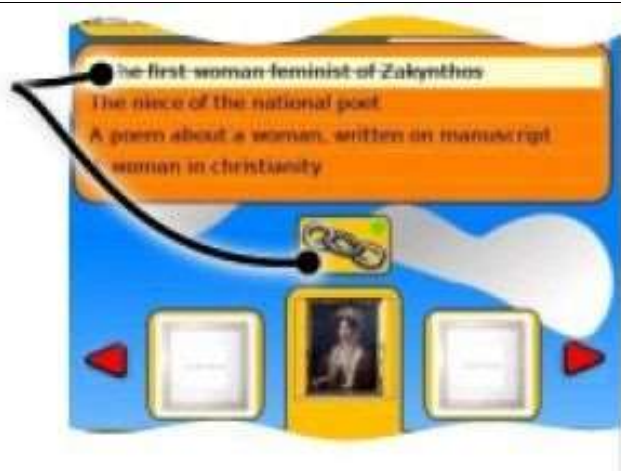 he first woman feminist of Zakynthos
The niece of the national poet
A poem about a woman, written on manuscript
woman in christianity